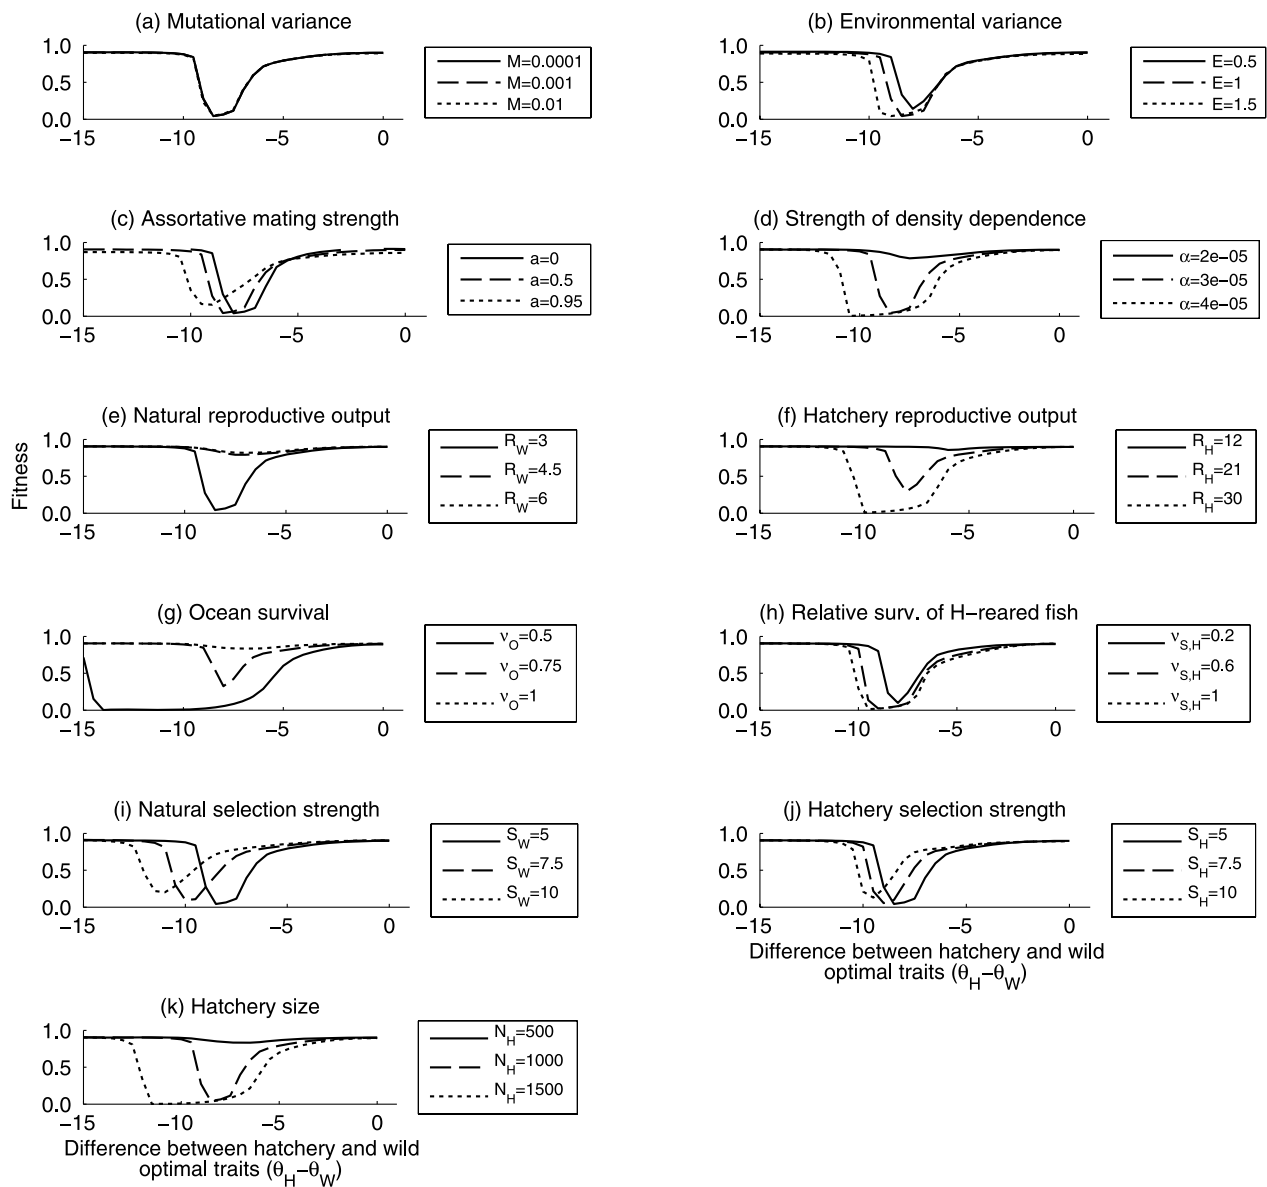 (a) Mutational variance
1.0
0.5
0.0
−15
−10
−5
0
M=0.0001
M=0.001
M=0.01
(b) Environmental variance
1.0
0.5
0.0
−15
−10
−5
0
E=0.5
E=1
E=1.5
(c) Assortative mating strength
1.0
0.5
0.0
−15
−10
−5
0
a=0
a=0.5
a=0.95
(d) Strength of density dependence
1.0
0.5
0.0
−15
−10
−5
0
α=2e−05
α=3e−05
α=4e−05
Fitness
(e) Natural reproductive output
1.0
0.5
0.0
−15
−10
−5
0
R_W=3
R_W=4.5
R_W=6
(f) Hatchery reproductive output
1.0
0.5
0.0
−15
−10
−5
0
R_H=12
R_H=21
R_H=30
(g) Ocean survival
1.0
0.5
0.0
−15
−10
−5
0
ν_O=0.5
ν_O=0.75
ν_O=1
(h) Relative surv. of H−reared fish
1.0
0.5
0.0
−15
−10
−5
0
ν_S,H=0.2
ν_S,H=0.6
ν_S,H=1
(i) Natural selection strength
1.0
0.5
0.0
−15
−10
−5
0
S_W=5
S_W=7.5
S_W=10
(j) Hatchery selection strength
1.0
0.5
0.0
−15
−10
−5
0
S_H=5
S_H=7.5
S_H=10
Difference between hatchery and wild
optimal traits (θ_H−θ_W)
(k) Hatchery size
1.0
0.5
0.0
−15
−10
−5
0
N_H=500
N_H=1000
N_H=1500
Difference between hatchery and wild
optimal traits (θ_H−θ_W)